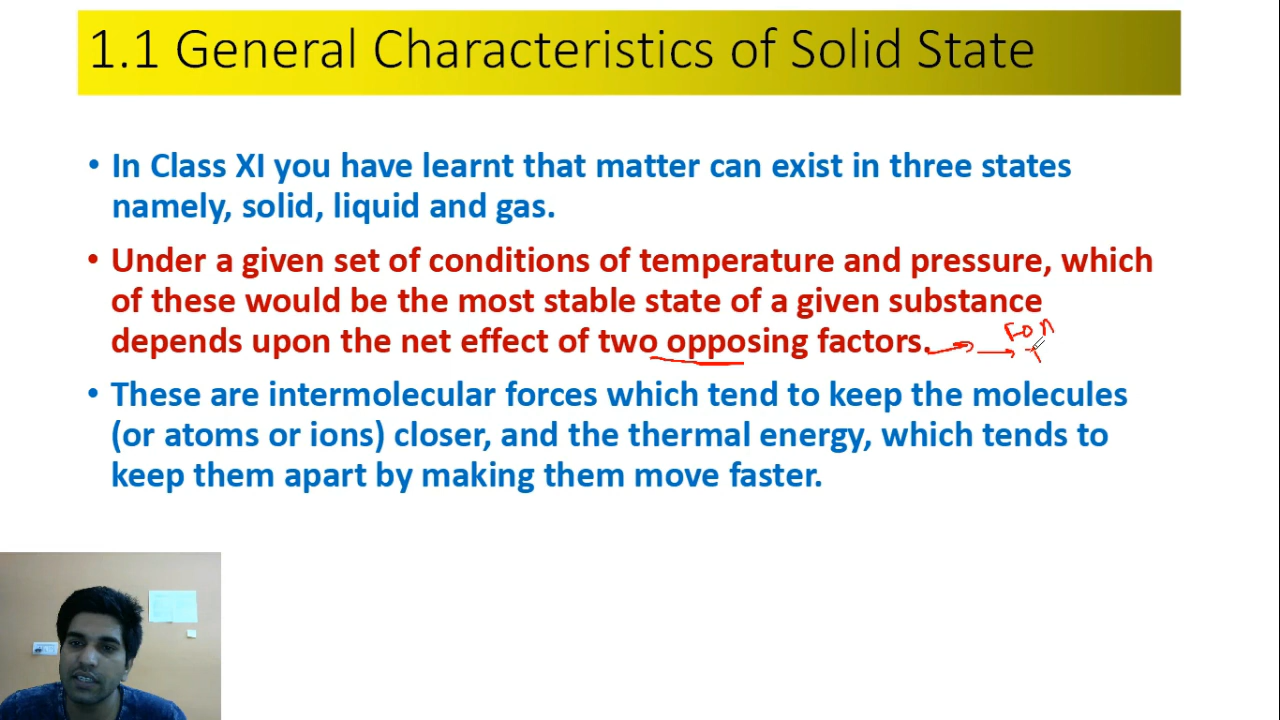 1.1 General Characteristics of Solid State
• In Class XI you have learnt that matter can exist in three states
namely, solid, liquid and gas.
• Under a given set of conditions of temperature and pressure, which
of these would be the most stable state of a given substance
depends upon the net effect of two opposing factors.
• These are intermolecular forces which tend to keep the molecules
(or atoms or ions) closer, and the thermal energy, which tends to
keep them apart by making them move faster.